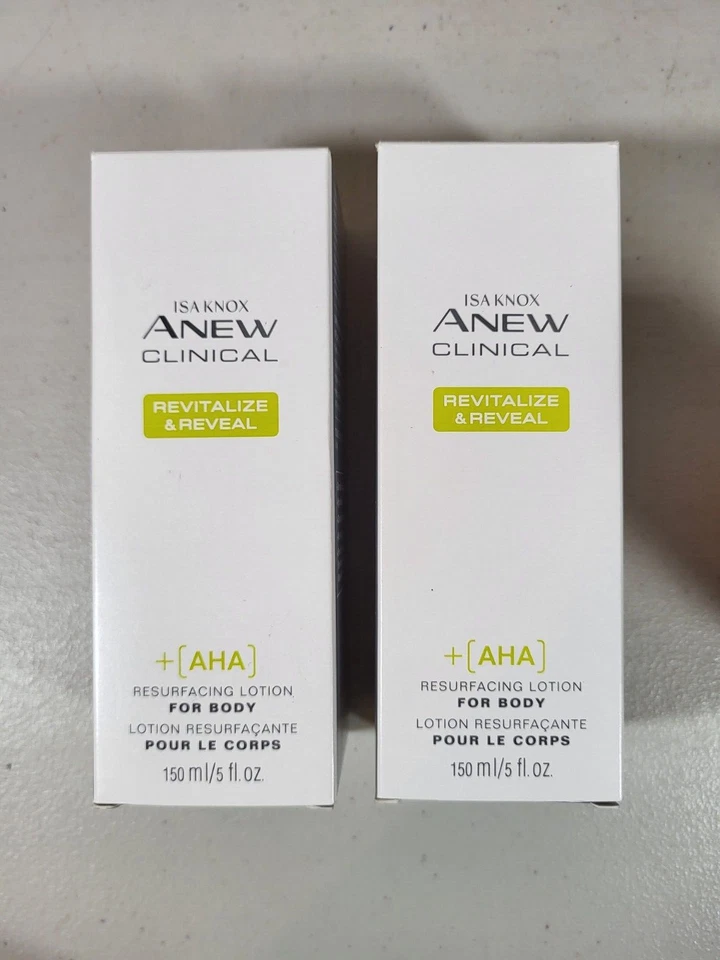 ISA KNOX
ANEW
CLINICAL
REVITALIZE
& REVEAL
+[AHA]
RESURFACING LOTION
FOR BODY
LOTION RESURFAÇANTE
POUR LE CORPS
150 ml/5 fl. oz.
ISA KNOX
ANEW
CLINICAL
REVITALIZE
& REVEAL
+[AHA]
RESURFACING LOTION
FOR BODY
LOTION RESURFAÇANTE
POUR LE CORPS
150 ml/5 fl. oz.